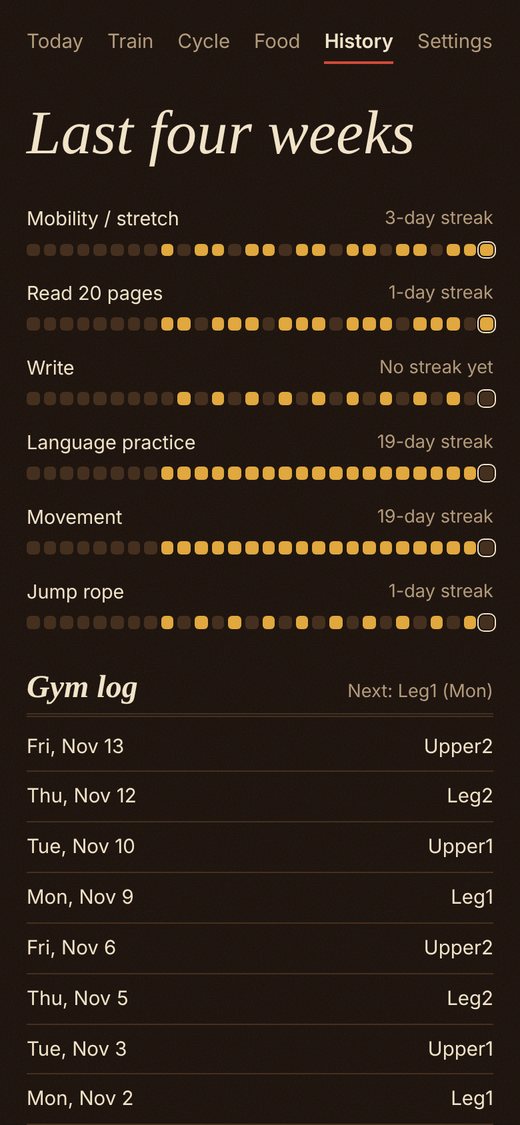 Today Train Cycle Food History Settings
Last four weeks
Mobility / stretch 3-day streak
Read 20 pages 1-day streak
Write No streak yet
Language practice 19-day streak
Movement 19-day streak
Jump rope 1-day streak
Gym log Next: Leg1 (Mon)
Fri, Nov 13 Upper2
Thu, Nov 12 Leg2
Tue, Nov 10 Upper1
Mon, Nov 9 Leg1
Fri, Nov 6 Upper2
Thu, Nov 5 Leg2
Tue, Nov 3 Upper1
Mon, Nov 2 Leg1